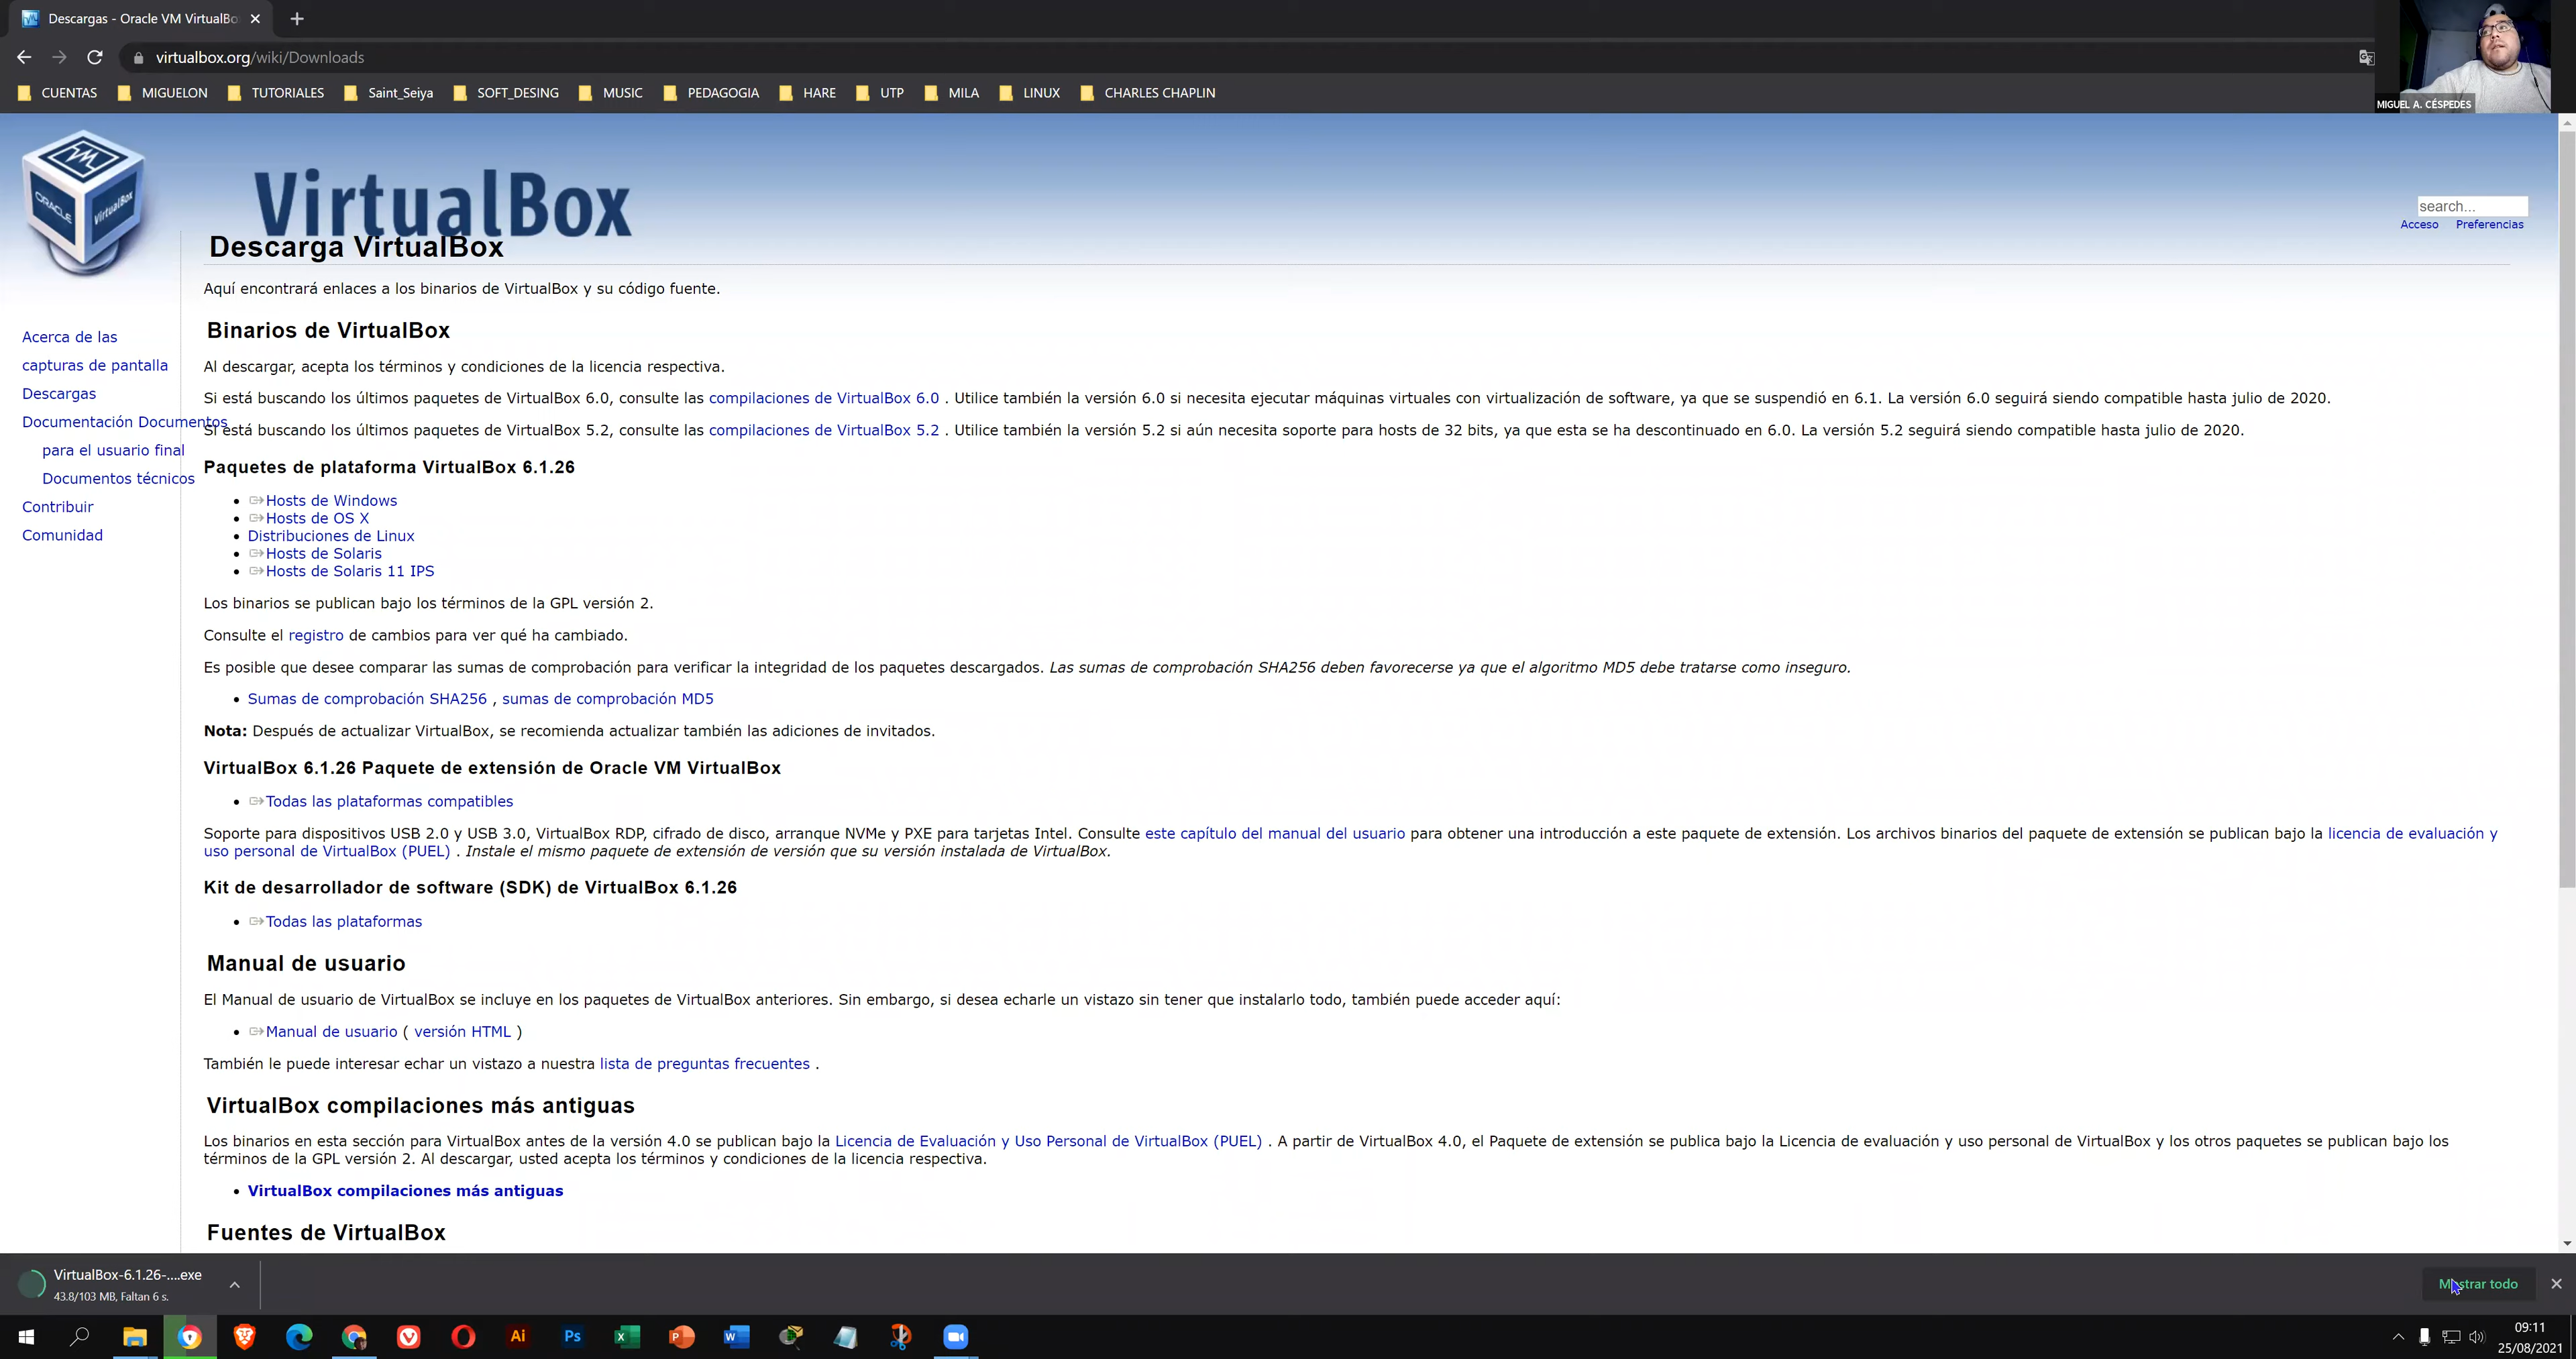 Descargas - Oracle VM VirtualBo
virtualbox.org/wiki/Downloads
CUENTAS MIGUELON TUTORIALES Saint_Seiya SOFT_DESING MUSIC PEDAGOGIA HARE UTP MILA LINUX CHARLES CHAPLIN
MIGUEL A. CÉSPEDES
ORACLE VirtualBox
VirtualBox
search...
Acceso Preferencias
Descarga VirtualBox
Aquí encontrará enlaces a los binarios de VirtualBox y su código fuente.
Acerca de las
capturas de pantalla
Descargas
Documentación Documentos
para el usuario final
Documentos técnicos
Contribuir
Comunidad
Binarios de VirtualBox
Al descargar, acepta los términos y condiciones de la licencia respectiva.
Si está buscando los últimos paquetes de VirtualBox 6.0, consulte las compilaciones de VirtualBox 6.0 . Utilice también la versión 6.0 si necesita ejecutar máquinas virtuales con virtualización de software, ya que se suspendió en 6.1. La versión 6.0 seguirá siendo compatible hasta julio de 2020.
Si está buscando los últimos paquetes de VirtualBox 5.2, consulte las compilaciones de VirtualBox 5.2 . Utilice también la versión 5.2 si aún necesita soporte para hosts de 32 bits, ya que esta se ha descontinuado en 6.0. La versión 5.2 seguirá siendo compatible hasta julio de 2020.
Paquetes de plataforma VirtualBox 6.1.26
Hosts de Windows
Hosts de OS X
Distribuciones de Linux
Hosts de Solaris
Hosts de Solaris 11 IPS
Los binarios se publican bajo los términos de la GPL versión 2.
Consulte el registro de cambios para ver qué ha cambiado.
Es posible que desee comparar las sumas de comprobación para verificar la integridad de los paquetes descargados. Las sumas de comprobación SHA256 deben favorecerse ya que el algoritmo MD5 debe tratarse como inseguro.
Sumas de comprobación SHA256 , sumas de comprobación MD5
Nota: Después de actualizar VirtualBox, se recomienda actualizar también las adiciones de invitados.
VirtualBox 6.1.26 Paquete de extensión de Oracle VM VirtualBox
Todas las plataformas compatibles
Soporte para dispositivos USB 2.0 y USB 3.0, VirtualBox RDP, cifrado de disco, arranque NVMe y PXE para tarjetas Intel. Consulte este capítulo del manual del usuario para obtener una introducción a este paquete de extensión. Los archivos binarios del paquete de extensión se publican bajo la licencia de evaluación y
uso personal de VirtualBox (PUEL) . Instale el mismo paquete de extensión de versión que su versión instalada de VirtualBox.
Kit de desarrollador de software (SDK) de VirtualBox 6.1.26
Todas las plataformas
Manual de usuario
El Manual de usuario de VirtualBox se incluye en los paquetes de VirtualBox anteriores. Sin embargo, si desea echarle un vistazo sin tener que instalarlo todo, también puede acceder aquí:
Manual de usuario ( versión HTML )
También le puede interesar echar un vistazo a nuestra lista de preguntas frecuentes .
VirtualBox compilaciones más antiguas
Los binarios en esta sección para VirtualBox antes de la versión 4.0 se publican bajo la Licencia de Evaluación y Uso Personal de VirtualBox (PUEL) . A partir de VirtualBox 4.0, el Paquete de extensión se publica bajo la Licencia de evaluación y uso personal de VirtualBox y los otros paquetes se publican bajo los
términos de la GPL versión 2. Al descargar, usted acepta los términos y condiciones de la licencia respectiva.
VirtualBox compilaciones más antiguas
Fuentes de VirtualBox
VirtualBox-6.1.26-....exe
43.8/103 MB, Faltan 6 s.
Mostrar todo
Ai Ps
09:11
25/08/2021